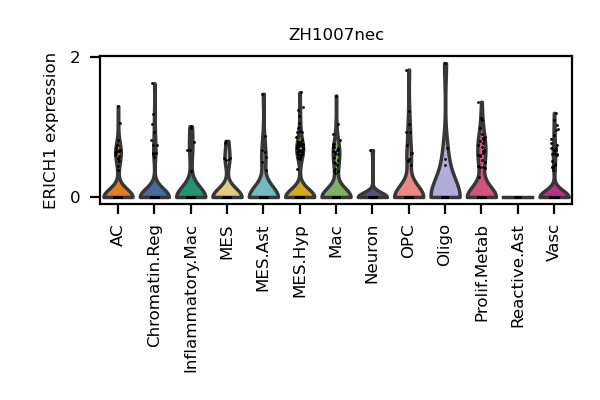 ZH1007nec
ERICH1 expression
2
0
AC
Chromatin.Reg
Inflammatory.Mac
MES
MES.Ast
MES.Hyp
Mac
Neuron
OPC
Oligo
Prolif.Metab
Reactive.Ast
Vasc